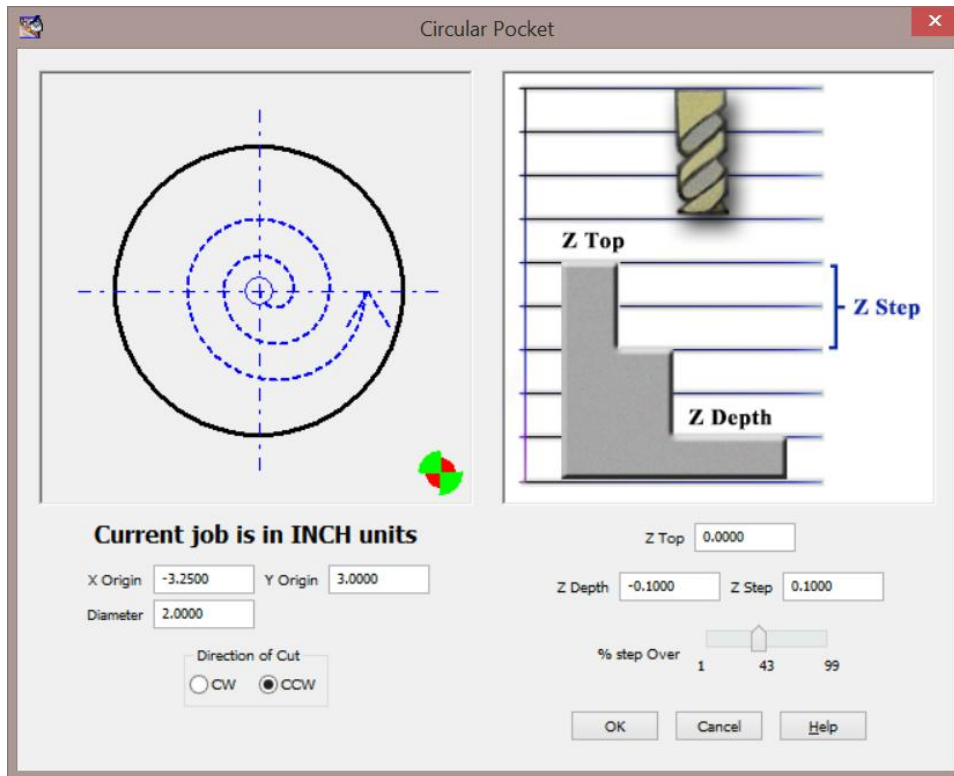 Circular Pocket
Z Top
Z Step
Z Depth
Current job is in INCH units
X Origin -3.2500 Y Origin 3.0000
Diameter 2.0000
Direction of Cut
CW CCW
Z Top 0.0000
Z Depth -0.1000 Z Step 0.1000
% step Over
1 43 99
OK Cancel Help